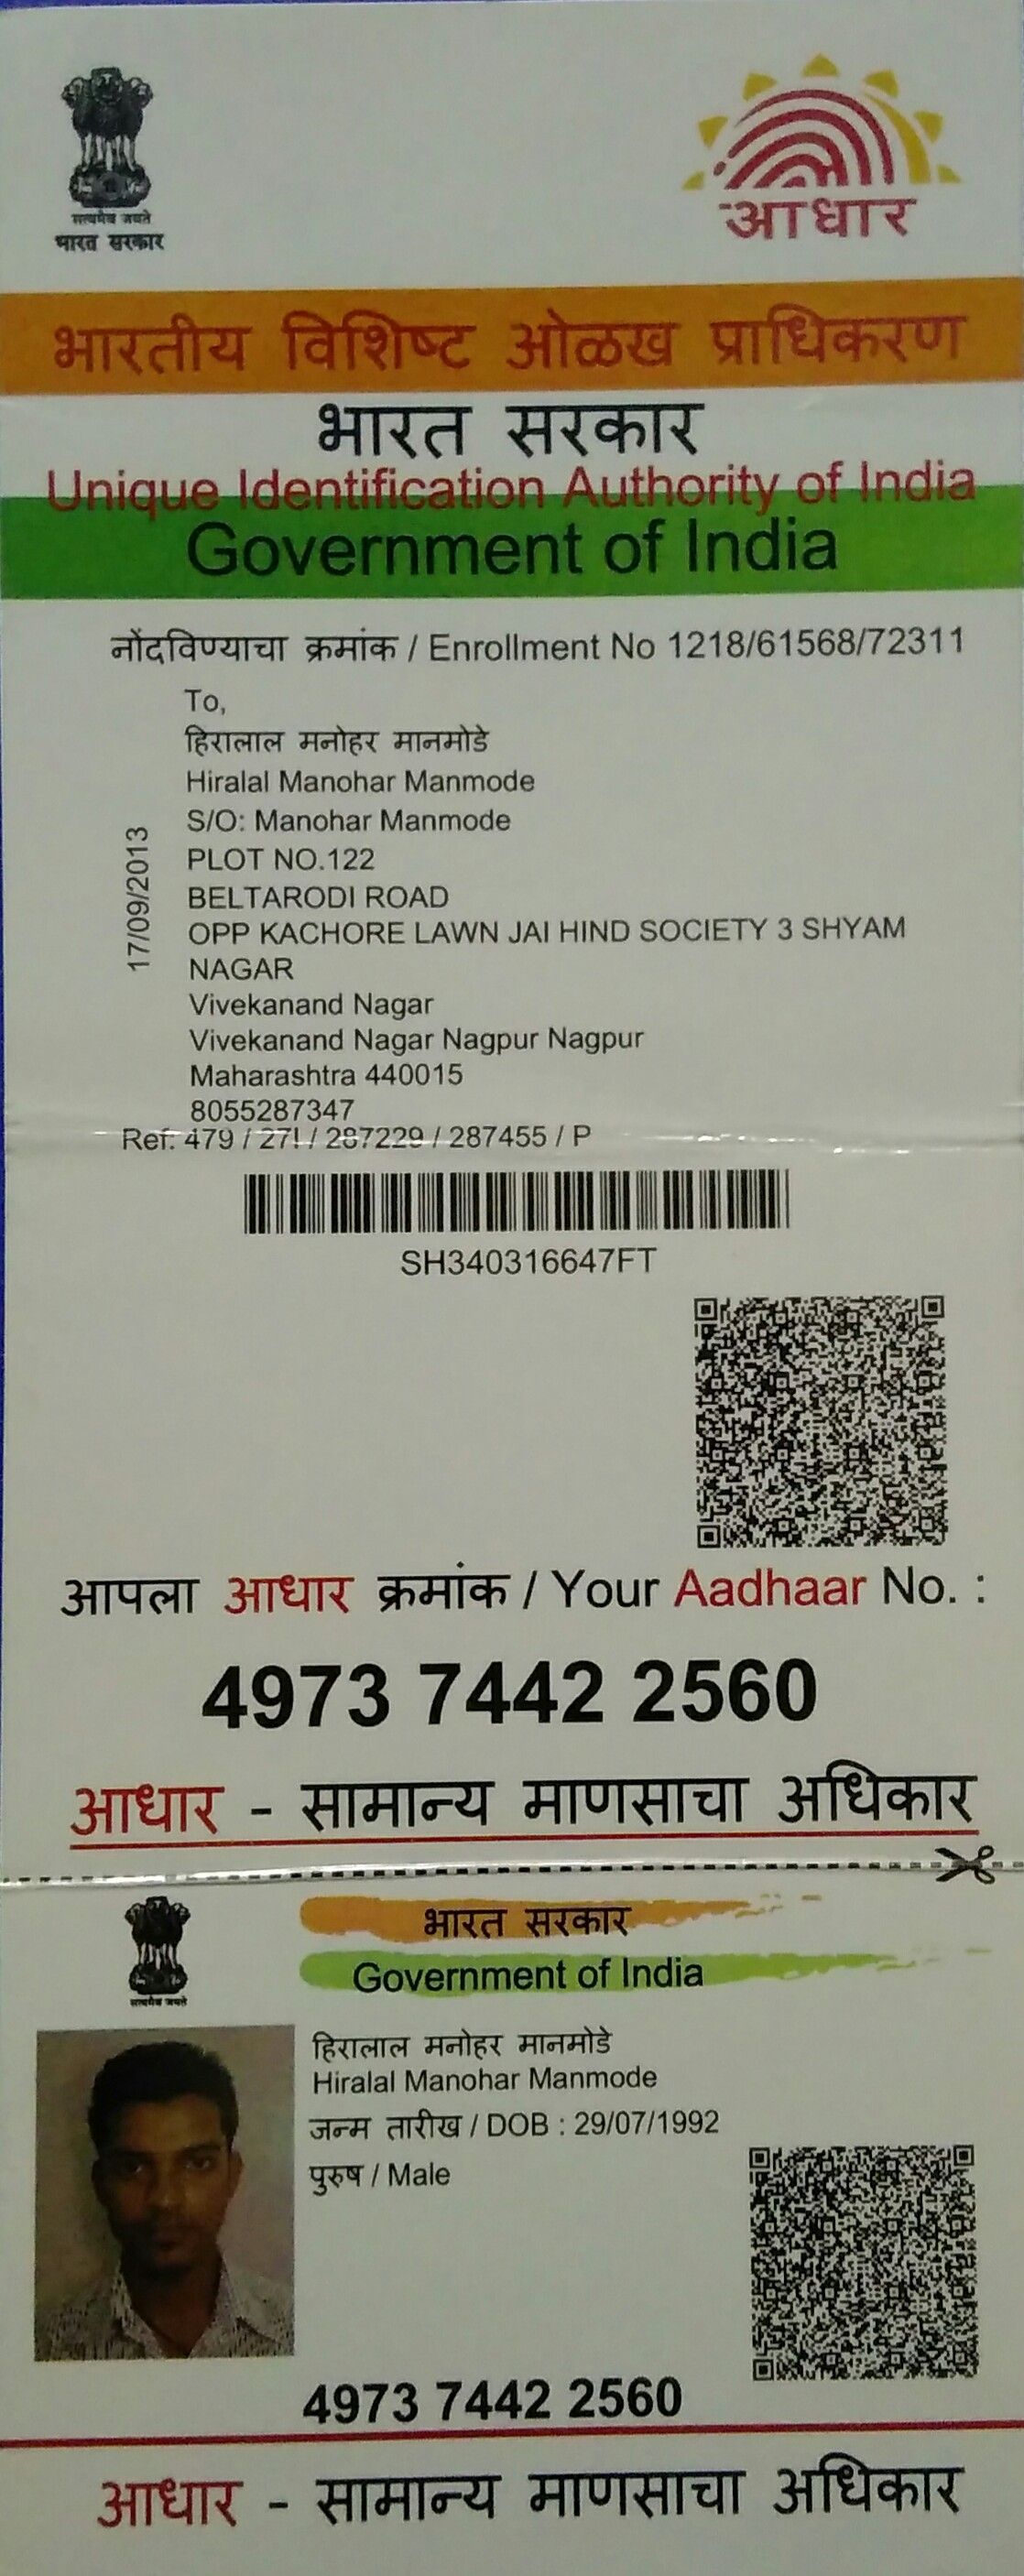 सत्यमेव जयते
भारत सरकार
आधार
भारतीय विशिष्ट ओळख प्राधिकरण
भारत सरकार
Unique Identification Authority of India
Government of India
नोंदविण्याचा क्रमांक / Enrollment No 1218/61568/72311
To,
हिरालाल मनोहर मानमोडे
Hiralal Manohar Manmode
S/O: Manohar Manmode
17/09/2013
PLOT NO.122
BELTARODI ROAD
OPP KACHORE LAWN JAI HIND SOCIETY 3 SHYAM
NAGAR
Vivekanand Nagar
Vivekanand Nagar Nagpur Nagpur
Maharashtra 440015
8055287347
Ref: 479 / / 287229 / 287455 / P
SH340316647FT
आपला आधार क्रमांक / Your Aadhaar No. :
4973 7442 2560
आधार - सामान्य माणसाचा अधिकार
सत्यमेव जयते
भारत सरकार
Government of India
हिरालाल मनोहर मानमोडे
Hiralal Manohar Manmode
जन्म तारीख / DOB : 29/07/1992
पुरुष / Male
4973 7442 2560
आधार - सामान्य माणसाचा अधिकार